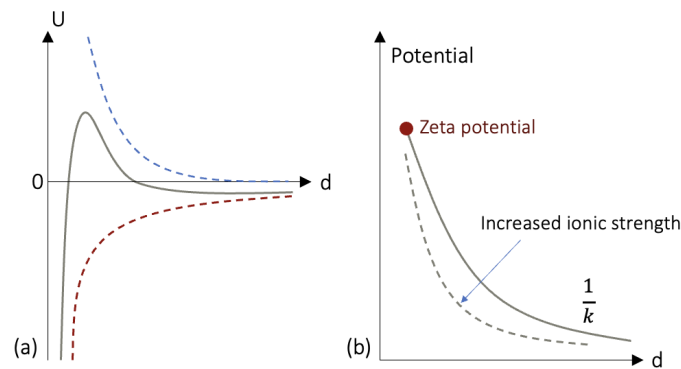 U
0
d
(a)
Potential
Zeta potential
Increased ionic strength
1
k
(b)
d